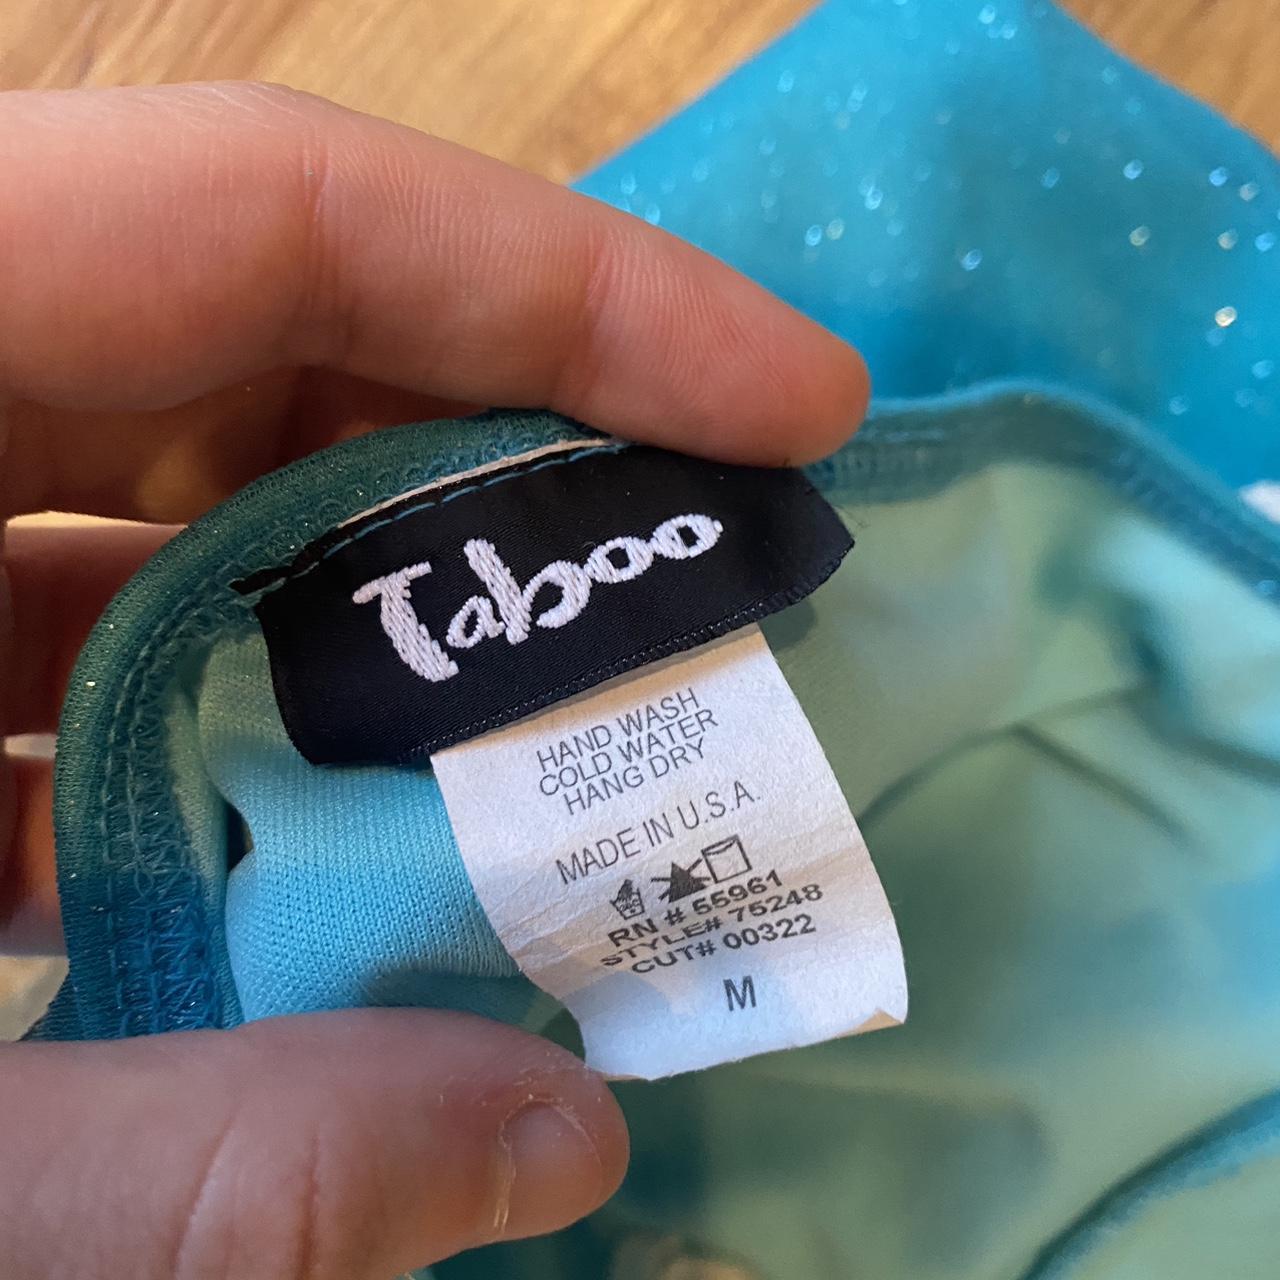 Taboo
HAND WASH
COLD WATER
HANG DRY
MADE IN U.S.A.
RN # 55961
STYLE# 75248
CUT# 00322
M